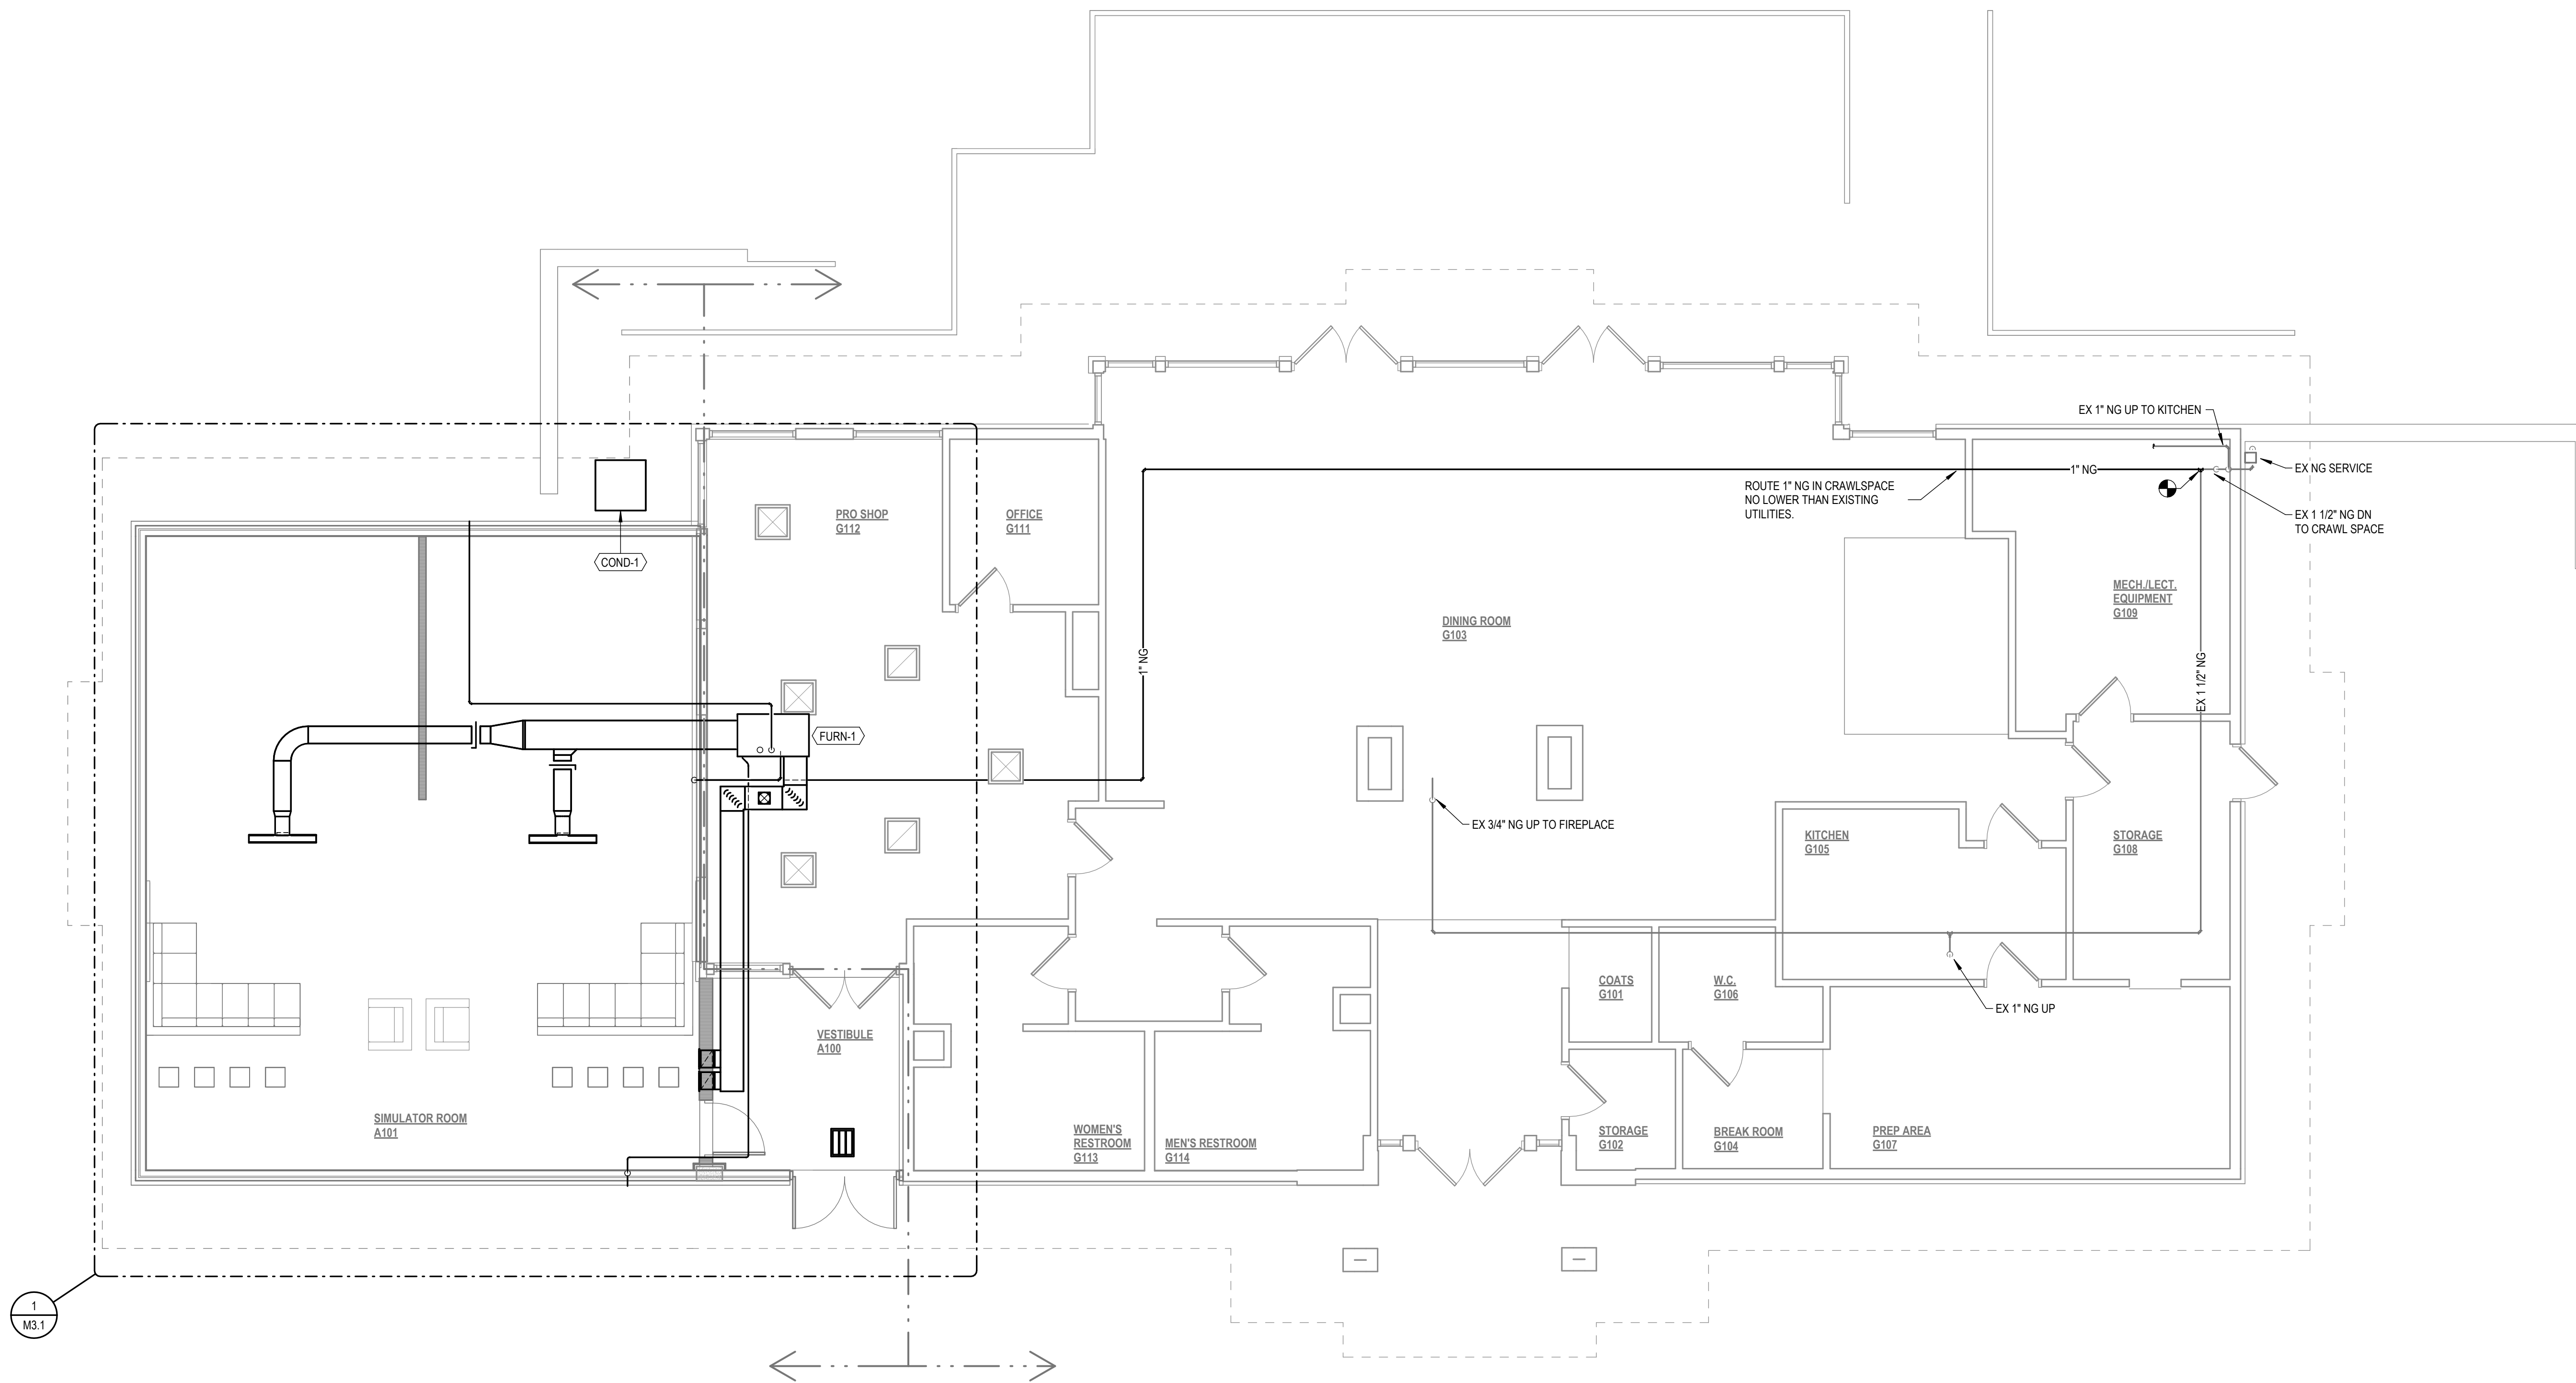 EX 1" NG UP TO KITCHEN
1" NG
EX NG SERVICE
ROUTE 1" NG IN CRAWLSPACE
NO LOWER THAN EXISTING
UTILITIES.
EX 1 1/2" NG DN
TO CRAWL SPACE
PRO SHOP
G112
OFFICE
G111
COND-1
MECH./LECT.
EQUIPMENT
G109
DINING ROOM
G103
1" NG
EX 1 1/2" NG
FURN-1
EX 3/4" NG UP TO FIREPLACE
KITCHEN
G105
STORAGE
G108
COATS
G101
W.C.
G106
EX 1" NG UP
VESTIBULE
A100
SIMULATOR ROOM
A101
WOMEN'S
RESTROOM
G113
MEN'S RESTROOM
G114
STORAGE
G102
BREAK ROOM
G104
PREP AREA
G107
1
M3.1